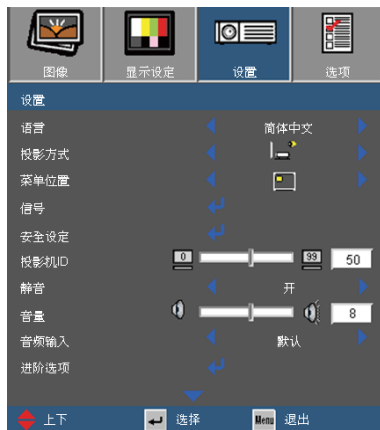 图像 显示设定 设置 选项
设置
语言 简体中文
投影方式
菜单位置
信号
安全设定
投影机ID 0 99 50
静音 开
音量 8
音频输入 默认
进阶选项
上下 选择 Menu 退出